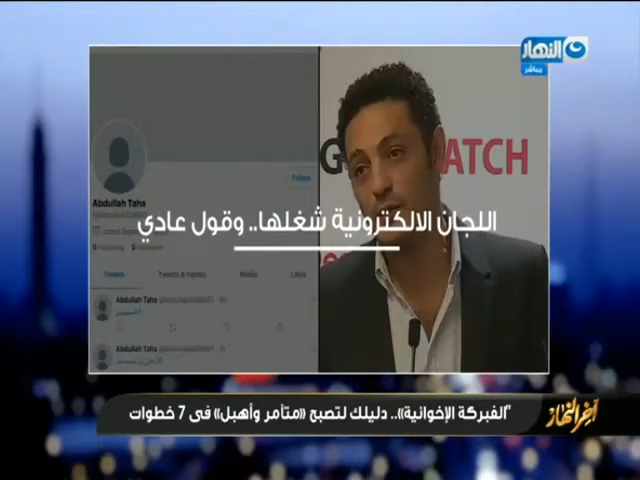 النهار
مباشر
WATCH
Follow
Abdullah Taha
Tweets
Tweets & replies
Media
Likes
اللجان الالكترونية شغلها.. وقول عادي
Abdullah Taha
Abdullah Taha
"الفبركة الإخوانية».. دليلك لتصبح «متآمر وأهبل» فى 7 خطوات
آخر النهار